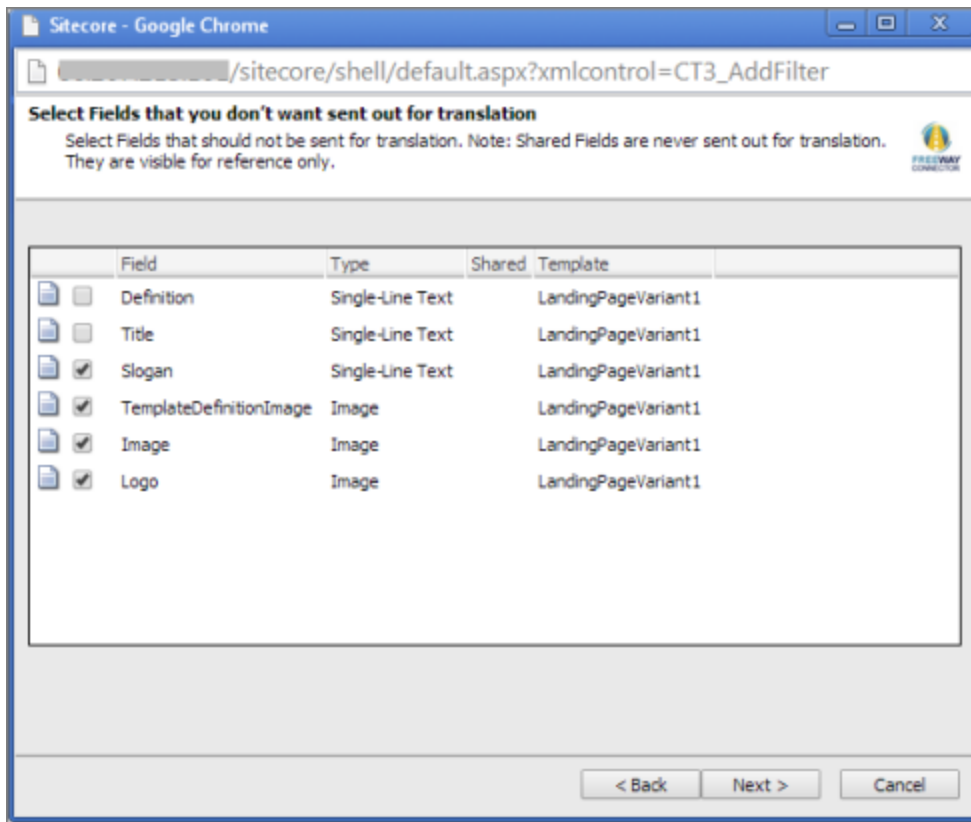 Sitecore - Google Chrome
/sitecore/shell/default.aspx?xmlcontrol=CT3_AddFilter
Select Fields that you don't want sent out for translation
Select Fields that should not be sent for translation. Note: Shared Fields are never sent out for translation.
They are visible for reference only.
FREEWAY
CONNECTOR
Field Type Shared Template
Definition Single-Line Text LandingPageVariant1
Title Single-Line Text LandingPageVariant1
Slogan Single-Line Text LandingPageVariant1
TemplateDefinitionImage Image LandingPageVariant1
Image Image LandingPageVariant1
Logo Image LandingPageVariant1
< Back Next > Cancel